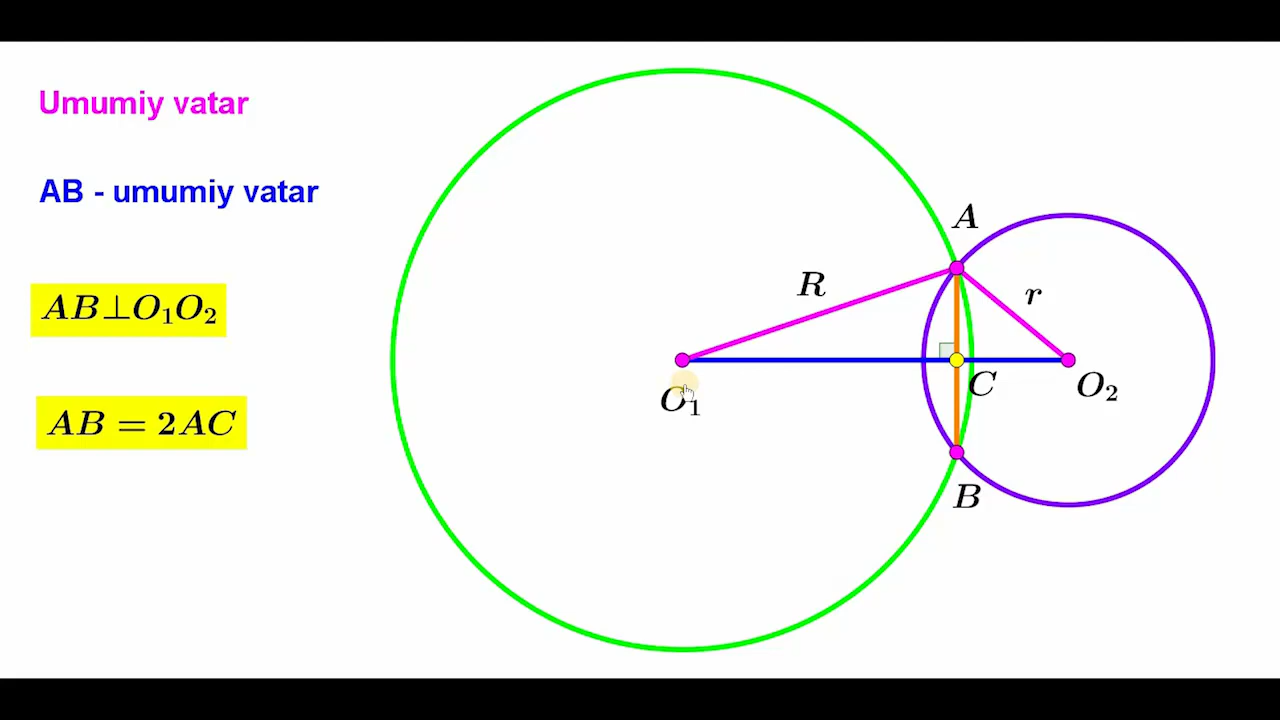 Umumiy vatar
AB - umumiy vatar
AB⊥O₁O₂
AB = 2AC
A
R
r
O₁
C
O₂
B